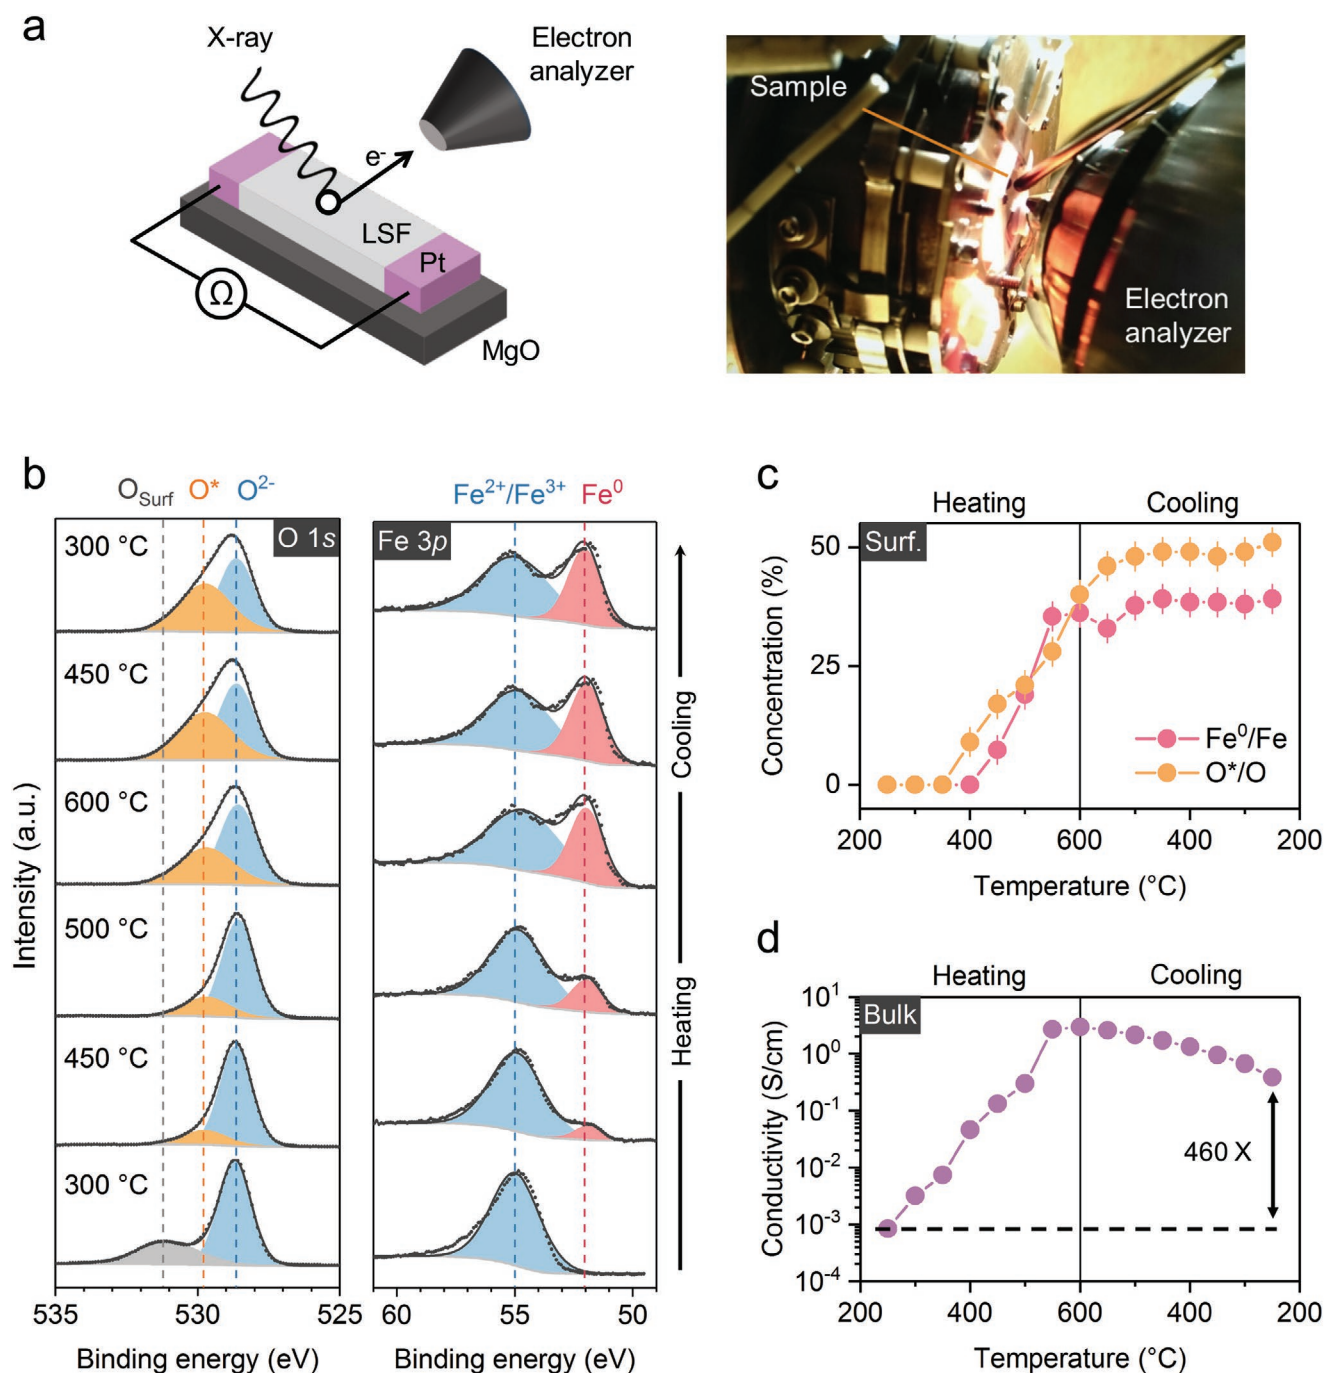 a
X-ray
Electron
analyzer
e-
LSF
Pt
Ω
MgO
Sample
Electron
analyzer
b
O_Surf O* O²⁻
Fe²⁺/Fe³⁺ Fe⁰
O 1s
Fe 3p
300 °C
450 °C
600 °C
500 °C
450 °C
300 °C
Cooling
Heating
Intensity (a.u.)
535 530 525
60 55 50
Binding energy (eV)
Binding energy (eV)
c
Heating Cooling
Surf.
50
25
0
Concentration (%)
Fe⁰/Fe
O*/O
200 400 600 400 200
Temperature (°C)
d
Heating Cooling
Bulk
10¹
10⁰
10⁻¹
10⁻²
10⁻³
10⁻⁴
Conductivity (S/cm)
460 X
200 400 600 400 200
Temperature (°C)